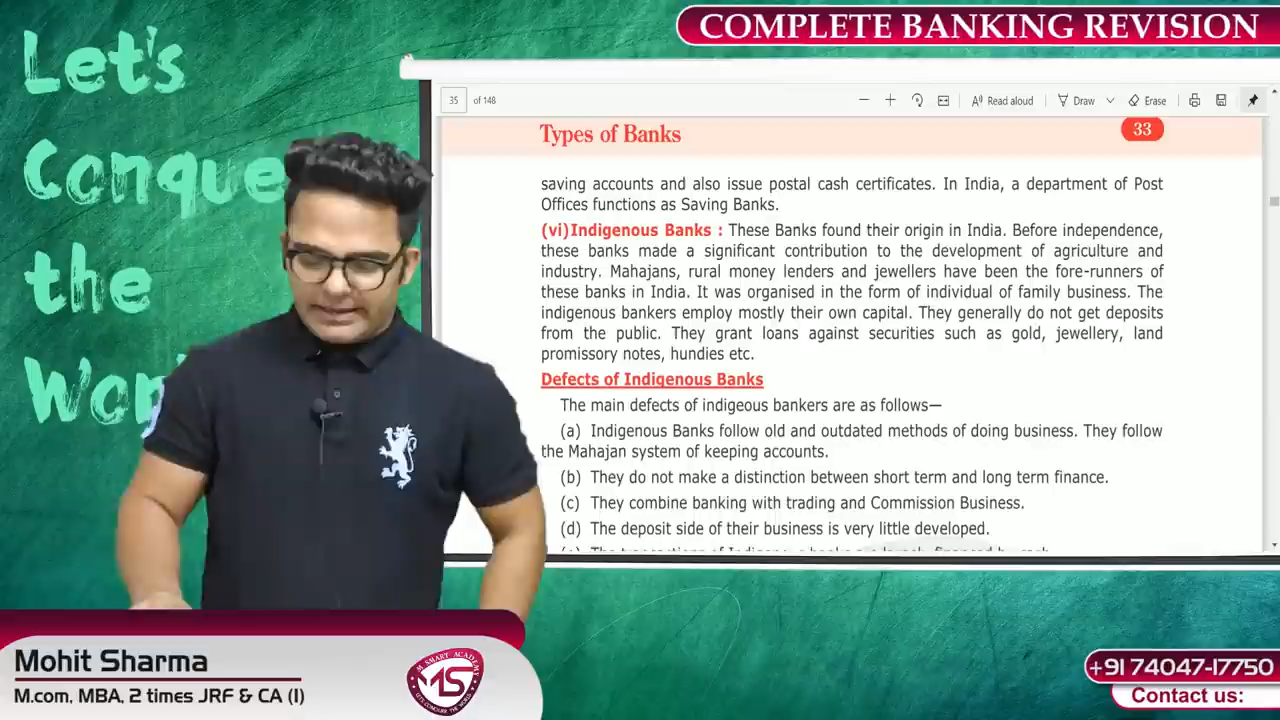 COMPLETE BANKING REVISION
Let's
Conque
the
Wor
35 of 148
Read aloud
Draw
Erase
Types of Banks
33
saving accounts and also issue postal cash certificates. In India, a department of Post
Offices functions as Saving Banks.
(vi)Indigenous Banks : These Banks found their origin in India. Before independence,
these banks made a significant contribution to the development of agriculture and
industry. Mahajans, rural money lenders and jewellers have been the fore-runners of
these banks in India. It was organised in the form of individual of family business. The
indigenous bankers employ mostly their own capital. They generally do not get deposits
from the public. They grant loans against securities such as gold, jewellery, land
promissory notes, hundies etc.
Defects of Indigenous Banks
The main defects of indigeous bankers are as follows—
(a) Indigenous Banks follow old and outdated methods of doing business. They follow
the Mahajan system of keeping accounts.
(b) They do not make a distinction between short term and long term finance.
(c) They combine banking with trading and Commission Business.
(d) The deposit side of their business is very little developed.
Mohit Sharma
M.com, MBA, 2 times JRF & CA (I)
M SMART ACADEMY
MS
LET'S CONQUER THE WORLD
+91 74047-17750
Contact us: